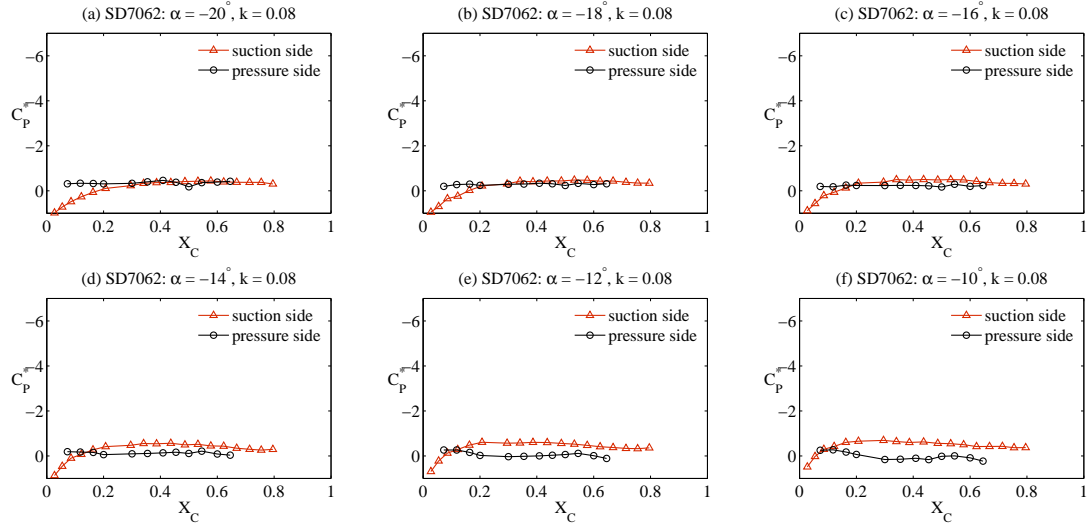 (a) SD7062: α = −20°, k = 0.08
−6
−4
−2
0
C*P
suction side
pressure side
0 0.2 0.4 0.6 0.8 1
XC
(b) SD7062: α = −18°, k = 0.08
−6
−4
−2
0
C*P
suction side
pressure side
0 0.2 0.4 0.6 0.8 1
XC
(c) SD7062: α = −16°, k = 0.08
−6
−4
−2
0
C*P
suction side
pressure side
0 0.2 0.4 0.6 0.8 1
XC
(d) SD7062: α = −14°, k = 0.08
−6
−4
−2
0
C*P
suction side
pressure side
0 0.2 0.4 0.6 0.8 1
XC
(e) SD7062: α = −12°, k = 0.08
−6
−4
−2
0
C*P
suction side
pressure side
0 0.2 0.4 0.6 0.8 1
XC
(f) SD7062: α = −10°, k = 0.08
−6
−4
−2
0
C*P
suction side
pressure side
0 0.2 0.4 0.6 0.8 1
XC